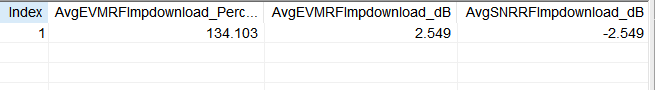 Index AvgEVMRFImpdownload_Perc... AvgEVMRFImpdownload_dB AvgSNRRFImpdownload_dB
1 134.103 2.549 -2.549